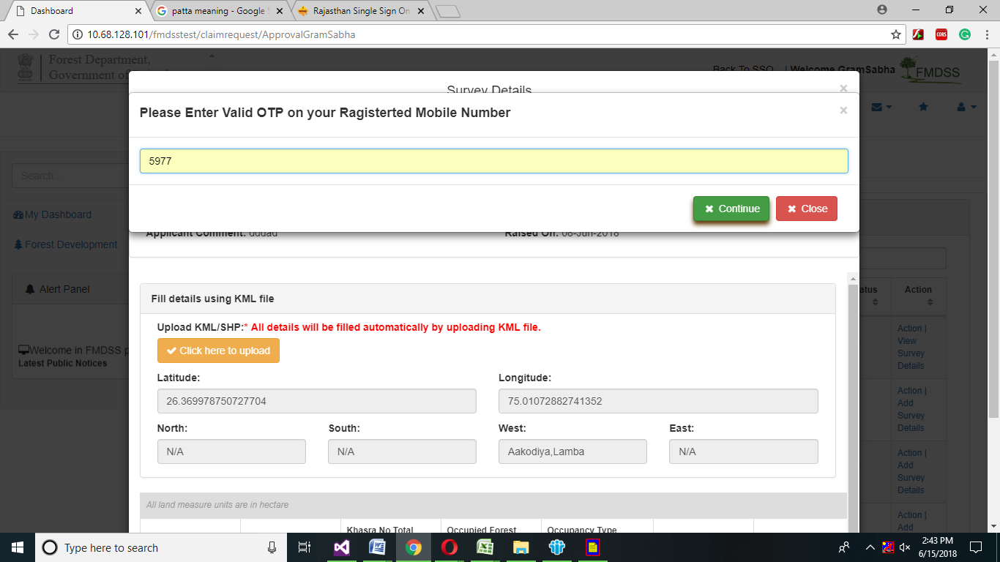 Dashboard
patta meaning - Google S
Rajasthan Single Sign On
10.68.128.101/fmdsstest/claimrequest/ApprovalGramSabha
Forest Department,
Government of
Back To SSO | Welcome GramSabha
FMDSS
Survey Details
Please Enter Valid OTP on your Ragisterted Mobile Number
5977
Continue
Close
Search...
My Dashboard
Forest Development
Alert Panel
Welcome in FMDSS p
Latest Public Notices
Applicant Comment: dddad
Raised On: 08-Jun-2018
Fill details using KML file
Upload KML/SHP:* All details will be filled automatically by uploading KML file.
Click here to upload
Latitude:
Longitude:
26.369978750727704
75.01072882741352
North:
South:
West:
East:
N/A
N/A
Aakodiya,Lamba
N/A
All land measure units are in hectare
Khasra No Total
Occupied Forest
Occupancy Type
atus
Action
Action |
View
Survey
Details
Action |
Add
Survey
Details
Action |
Add
Survey
Details
Action |
Add
Type here to search
2:43 PM
6/15/2018